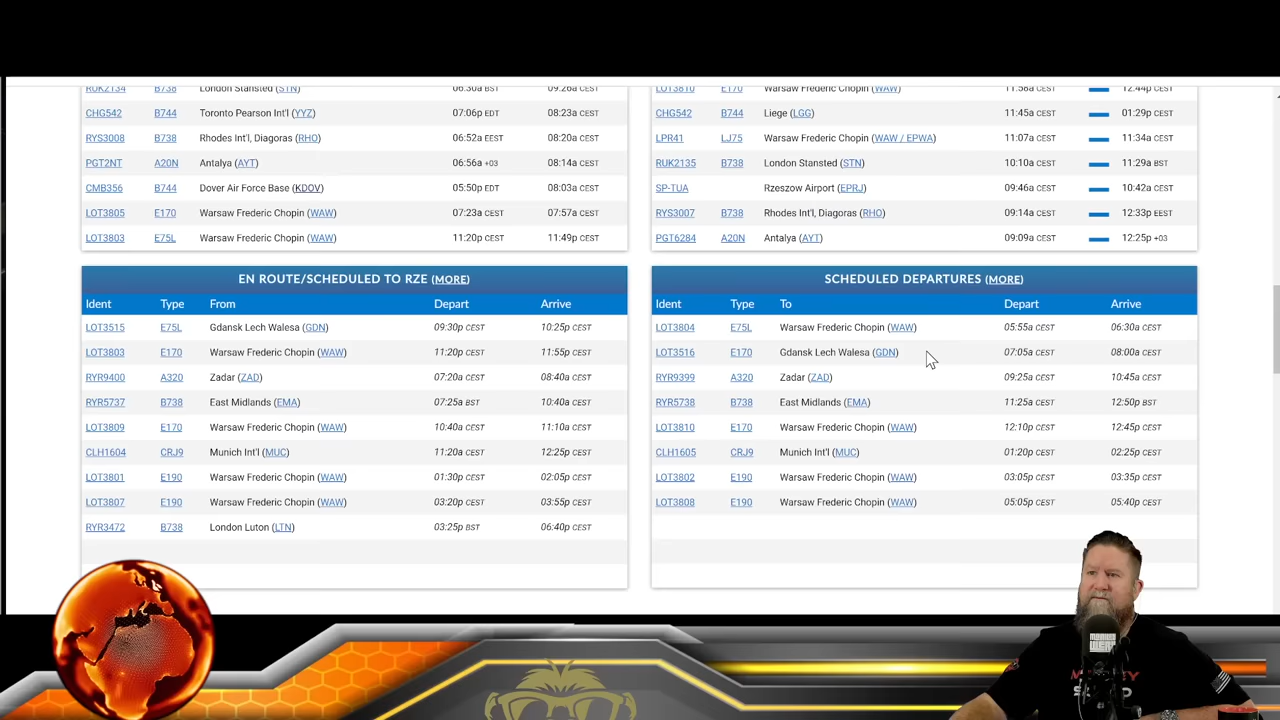 RUK2134 B738 London Stansted (STN) 06:30a BST 09:26a CEST
CHG542 B744 Toronto Pearson Int'l (YYZ) 07:06p EDT 08:23a CEST
RYS3008 B738 Rhodes Int'l, Diagoras (RHO) 06:52a EEST 08:20a CEST
PGT2NT A20N Antalya (AYT) 06:56a +03 08:14a CEST
CMB356 B744 Dover Air Force Base (KDOV) 05:50p EDT 08:03a CEST
LOT3805 E170 Warsaw Frederic Chopin (WAW) 07:23a CEST 07:57a CEST
LOT3803 E75L Warsaw Frederic Chopin (WAW) 11:20p CEST 11:49p CEST
LOT3810 E170 Warsaw Frederic Chopin (WAW) 11:58a CEST 12:44p CEST
CHG542 B744 Liege (LGG) 11:45a CEST 01:29p CEST
LPR41 LJ75 Warsaw Frederic Chopin (WAW / EPWA) 11:07a CEST 11:34a CEST
RUK2135 B738 London Stansted (STN) 10:10a CEST 11:29a BST
SP-TUA Rzeszow Airport (EPRJ) 09:46a CEST 10:42a CEST
RYS3007 B738 Rhodes Int'l, Diagoras (RHO) 09:14a CEST 12:33p EEST
PGT6284 A20N Antalya (AYT) 09:09a CEST 12:25p +03
EN ROUTE/SCHEDULED TO RZE (MORE)
Ident Type From Depart Arrive
LOT3515 E75L Gdansk Lech Walesa (GDN) 09:30p CEST 10:25p CEST
LOT3803 E170 Warsaw Frederic Chopin (WAW) 11:20p CEST 11:55p CEST
RYR9400 A320 Zadar (ZAD) 07:20a CEST 08:40a CEST
RYR5737 B738 East Midlands (EMA) 07:25a BST 10:40a CEST
LOT3809 E170 Warsaw Frederic Chopin (WAW) 10:40a CEST 11:10a CEST
CLH1604 CRJ9 Munich Int'l (MUC) 11:20a CEST 12:25p CEST
LOT3801 E190 Warsaw Frederic Chopin (WAW) 01:30p CEST 02:05p CEST
LOT3807 E190 Warsaw Frederic Chopin (WAW) 03:20p CEST 03:55p CEST
RYR3472 B738 London Luton (LTN) 03:25p BST 06:40p CEST
SCHEDULED DEPARTURES (MORE)
Ident Type To Depart Arrive
LOT3804 E75L Warsaw Frederic Chopin (WAW) 05:55a CEST 06:30a CEST
LOT3516 E170 Gdansk Lech Walesa (GDN) 07:05a CEST 08:00a CEST
RYR9399 A320 Zadar (ZAD) 09:25a CEST 10:45a CEST
RYR5738 B738 East Midlands (EMA) 11:25a CEST 12:50p BST
LOT3810 E170 Warsaw Frederic Chopin (WAW) 12:10p CEST 12:45p CEST
CLH1605 CRJ9 Munich Int'l (MUC) 01:20p CEST 02:25p CEST
LOT3802 E190 Warsaw Frederic Chopin (WAW) 03:05p CEST 03:35p CEST
LOT3808 E190 Warsaw Frederic Chopin (WAW) 05:05p CEST 05:40p CEST